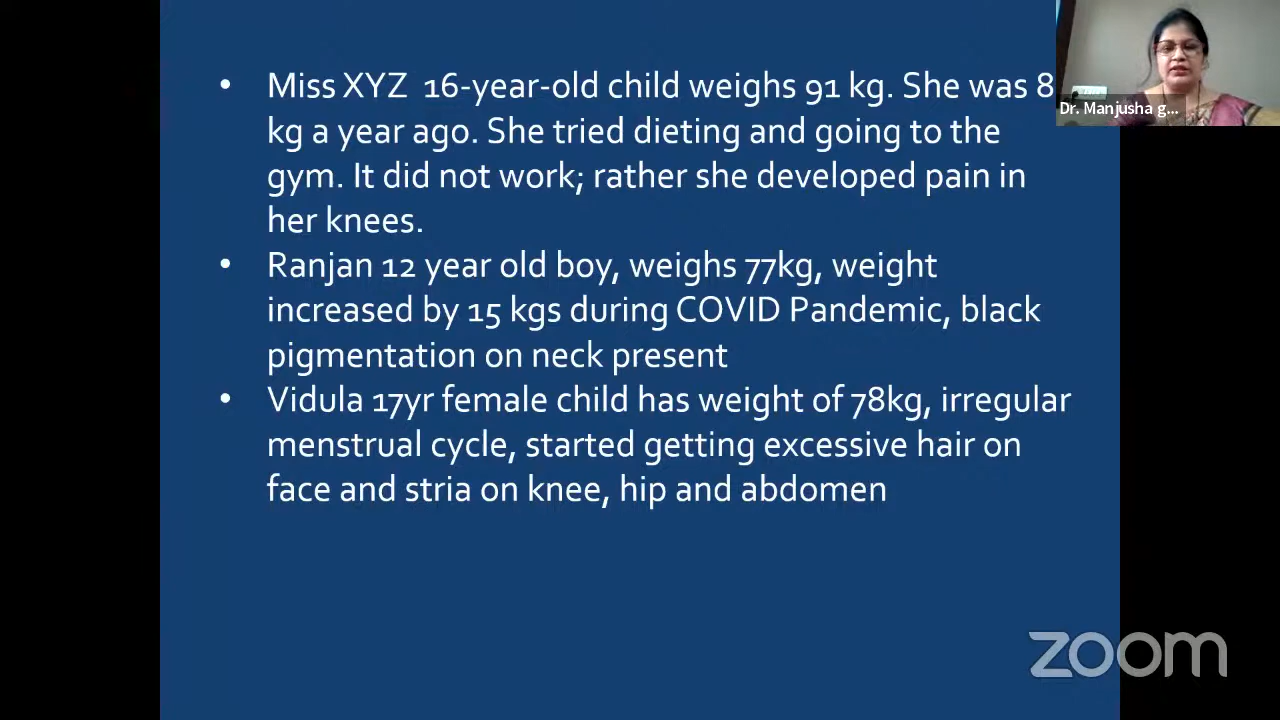 • Miss XYZ 16-year-old child weighs 91 kg. She was 8
kg a year ago. She tried dieting and going to the
gym. It did not work; rather she developed pain in
her knees.
• Ranjan 12 year old boy, weighs 77kg, weight
increased by 15 kgs during COVID Pandemic, black
pigmentation on neck present
• Vidula 17yr female child has weight of 78kg, irregular
menstrual cycle, started getting excessive hair on
face and stria on knee, hip and abdomen
Dr. Manjusha g...
zoom